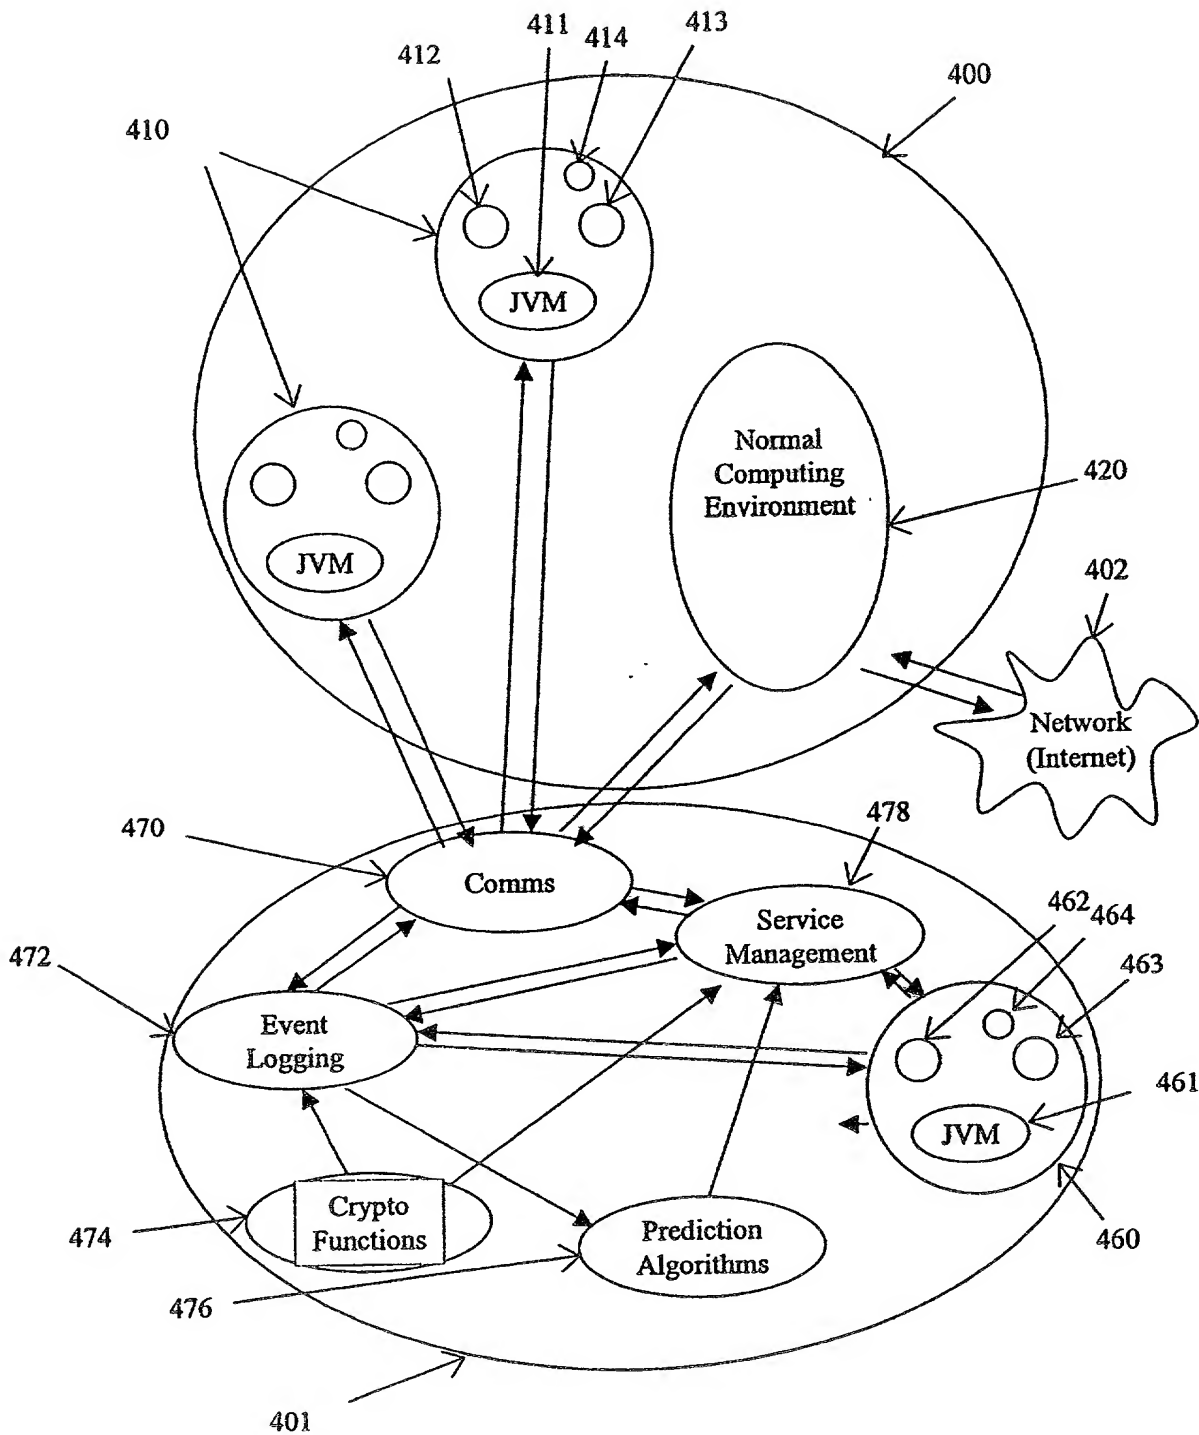 411
413
414
412
400
410
JVM
Normal
Computing
Environment
420
JVM
402
Network
(Internet)
470
478
Comms
462
464
Service
Management
472
463
Event
Logging
461
JVM
474
Crypto
Functions
Prediction
Algorithms
460
476
401